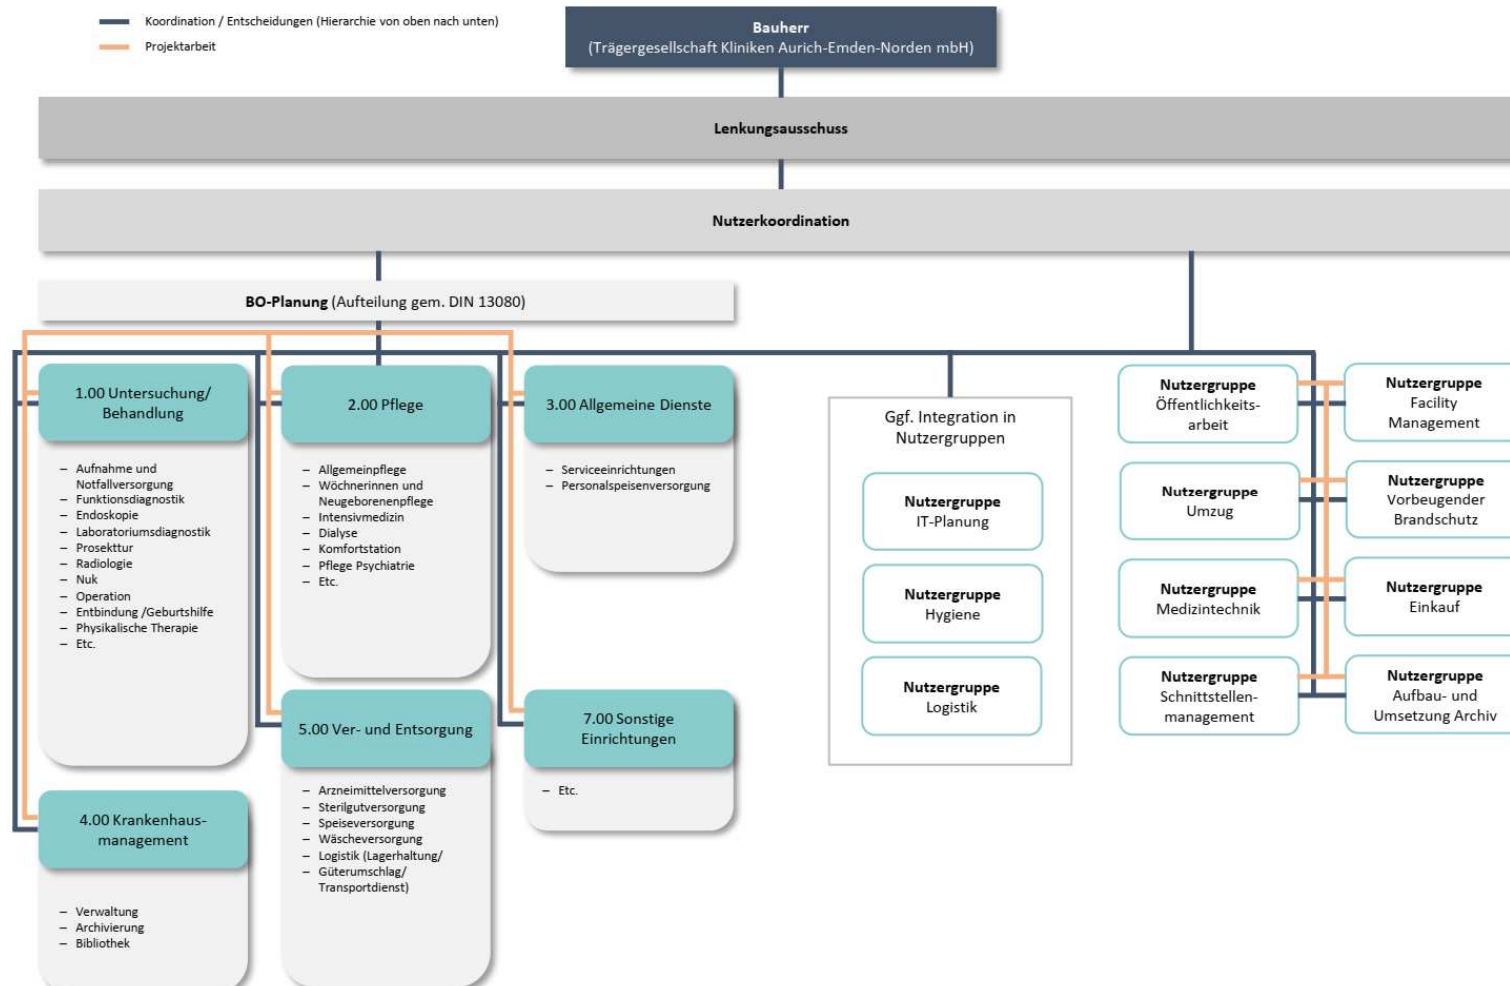 Koordination / Entscheidungen (Hierarchie von oben nach unten)
Projektarbeit
Bauherr
(Trägergesellschaft Kliniken Aurich-Emden-Norden mbH)
Lenkungsausschuss
Nutzerkoordination
BO-Planung (Aufteilung gem. DIN 13080)
1.00 Untersuchung/
Behandlung
– Aufnahme und
Notfallversorgung
– Funktionsdiagnostik
– Endoskopie
– Laboratoriumsdiagnostik
– Prosekttur
– Radiologie
– Nuk
– Operation
– Entbindung /Geburtshilfe
– Physikalische Therapie
– Etc.
2.00 Pflege
– Allgemeinpflege
– Wöchnerinnen und
Neugeborenenpflege
– Intensivmedizin
– Dialyse
– Komfortstation
– Pflege Psychiatrie
– Etc.
3.00 Allgemeine Dienste
– Serviceeinrichtungen
– Personalspeisenversorgung
4.00 Krankenhaus-
management
– Verwaltung
– Archivierung
– Bibliothek
5.00 Ver- und Entsorgung
– Arzneimittelversorgung
– Sterilgutversorgung
– Speiseversorgung
– Wäscheversorgung
– Logistik (Lagerhaltung/
– Güterumschlag/
Transportdienst)
7.00 Sonstige
Einrichtungen
– Etc.
Ggf. Integration in
Nutzergruppen
Nutzergruppe
IT-Planung
Nutzergruppe
Hygiene
Nutzergruppe
Logistik
Nutzergruppe
Öffentlichkeits-
arbeit
Nutzergruppe
Facility
Management
Nutzergruppe
Umzug
Nutzergruppe
Vorbeugender
Brandschutz
Nutzergruppe
Medizintechnik
Nutzergruppe
Einkauf
Nutzergruppe
Schnittstellen-
management
Nutzergruppe
Aufbau- und
Umsetzung Archiv